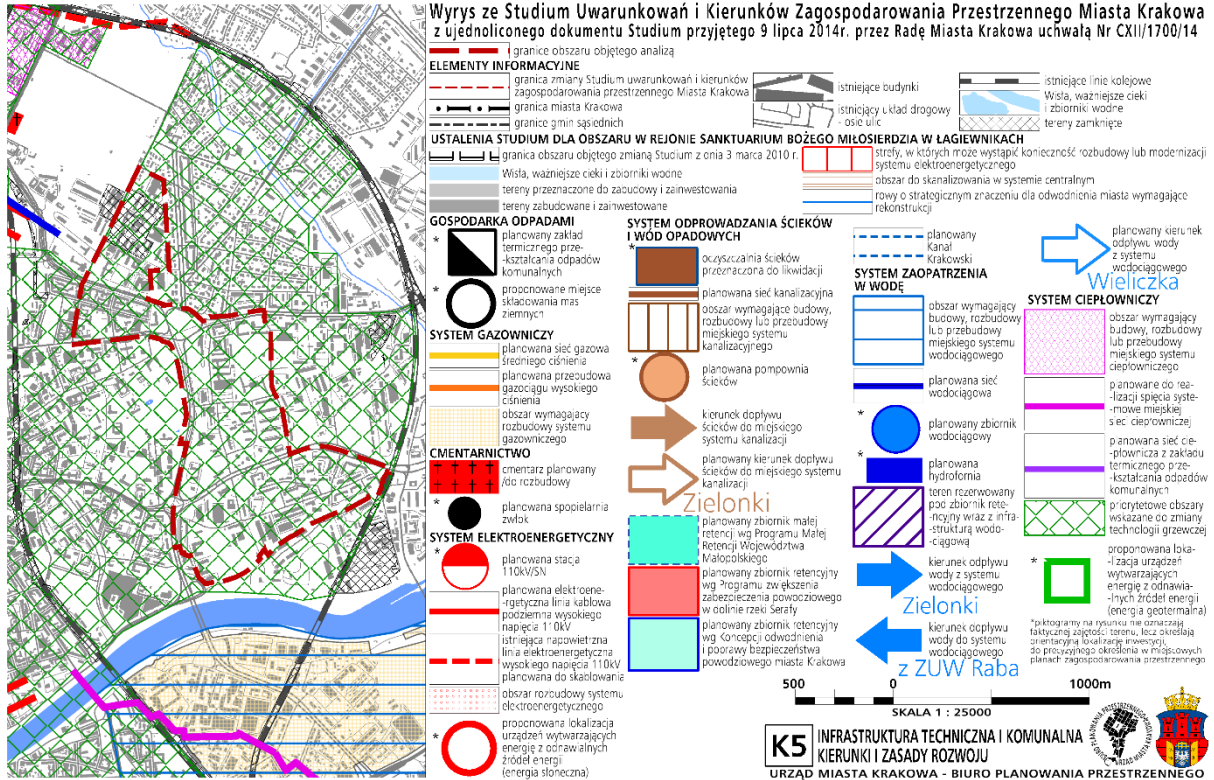 Wyrys ze Studium Uwarunkowań i Kierunków Zagospodarowania Przestrzennego Miasta Krakowa
z ujednoliconego dokumentu Studium przyjętego 9 lipca 2014r. przez Radę Miasta Krakowa uchwałą Nr CXII/1700/14
granice obszaru objętego analizą
ELEMENTY INFORMACYJNE
granica zmiany Studium uwarunkowań i kierunków
zagospodarowania przestrzennego Miasta Krakowa
granica miasta Krakowa
granice gmin sąsiednich
istniejące budynki
istniejący układ drogowy
- osie ulic
istniejące linie kolejowe
Wisła, ważniejsze cieki
i zbiorniki wodne
tereny zamknięte
USTALENIA STUDIUM DLA OBSZARU W REJONIE SANKTUARIUM BOŻEGO MIŁOSIERDZIA W ŁAGIEWNIKACH
granica obszaru objętego zmianą Studium z dnia 3 marca 2010 r.
Wisła, ważniejsze cieki i zbiorniki wodne
tereny przeznaczone do zabudowy i zainwestowania
tereny zabudowane i zainwestowane
strefy, w których może wystąpić konieczność rozbudowy lub modernizacji
systemu elektroenergetycznego
obszar do skanalizowania w systemie centralnym
rowy o strategicznym znaczeniu dla odwodnienia miasta wymagające
rekonstrukcji
GOSPODARKA ODPADAMI
* planowany zakład
termicznego prze-
-kształcania odpadów
komunalnych
proponowane miejsce
składowania mas
ziemnych
SYSTEM GAZOWNICZY
planowana sieć gazowa
średniego ciśnienia
planowana przebudowa
gazociągu wysokiego
ciśnienia
obszar wymagający
rozbudowy systemu
gazowniczego
CMENTARNICTWO
cmentarz planowany
/do rozbudowy
* planowana spopielarnia
zwłok
SYSTEM ELEKTROENERGETYCZNY
* planowana stacja
110kV/SN
planowana elektroene-
-rgetyczna linia kablowa
podziemna wysokiego
napięcia 110kV
istniejąca napowietrzna
linia elektroenergetyczna
wysokiego napięcia 110kV
planowana do skablowania
obszar rozbudowy systemu
elektroenergetycznego
* proponowana lokalizacja
urządzeń wytwarzających
energię z odnawialnych
źródeł energii
(energia słoneczna)
SYSTEM ODPROWADZANIA ŚCIEKÓW
I WÓD OPADOWYCH
* oczyszczalnia ścieków
przeznaczona do likwidacji
planowana sieć kanalizacyjna
obszar wymagające budowy,
rozbudowy lub przebudowy
miejskiego systemu
kanalizacyjnego
* planowana pompownia
ścieków
kierunek dopływu
ścieków do miejskiego
systemu kanalizacji
planowany kierunek dopływu
ścieków do miejskiego systemu
kanalizacji
Zielonki
planowany zbiornik małej
retencji wg Programu Małej
Retencji Województwa
Małopolskiego
planowany zbiornik retencyjny
wg Programu zwiększenia
zabezpieczenia powodziowego
w dolinie rzeki Serafy
planowany zbiornik retencyjny
wg Koncepcji odwodnienia
i poprawy bezpieczeństwa
powodziowego miasta Krakowa
planowany
Kanał
Krakowski
SYSTEM ZAOPATRZENIA
W WODĘ
obszar wymagający
budowy, rozbudowy
lub przebudowy
miejskiego systemu
wodociągowego
planowana sieć
wodociągowa
* planowany zbiornik
wodociągowy
* planowana
hydrofornia
teren rezerwowany
pod zbiornik rete-
-ncyjny wraz z infra-
-strukturą wodo-
-ciągową
kierunek odpływu
wody z systemu
wodociągowego
Zielonki
kierunek dopływu
wody do systemu
wodociągowego
z ZUW Raba
planowany kierunek
odpływu wody
z systemu
wodociągowego
Wieliczka
SYSTEM CIEPŁOWNICZY
obszar wymagający
budowy, rozbudowy
lub przebudowy
miejskiego systemu
ciepłowniczego
planowane do rea-
-lizacji spięcia syste-
-mowe miejskiej
sieci ciepłowniczej
planowana sieć cie-
-płownicza z zakładu
termicznego prze-
-kształcania odpadów
komunalnych
priorytetowe obszary
wskazane do zmiany
technologii grzewczej
* proponowana loka-
-lizacja urządzeń
wytwarzających
energię z odnawia-
-lnych źródeł energii
(energia geotermalna)
*piktogramy na rysunku nie oznaczają
faktycznej zajętości terenu, lecz określają
orientacyjną lokalizację inwestycji,
do precyzyjnego określenia w miejscowych
planach zagospodarowania przestrzennego
500 0 1000m
SKALA 1 : 25000
K5 INFRASTRUKTURA TECHNICZNA I KOMUNALNA
KIERUNKI I ZASADY ROZWOJU
URZĄD MIASTA KRAKOWA - BIURO PLANOWANIA PRZESTRZENNEGO